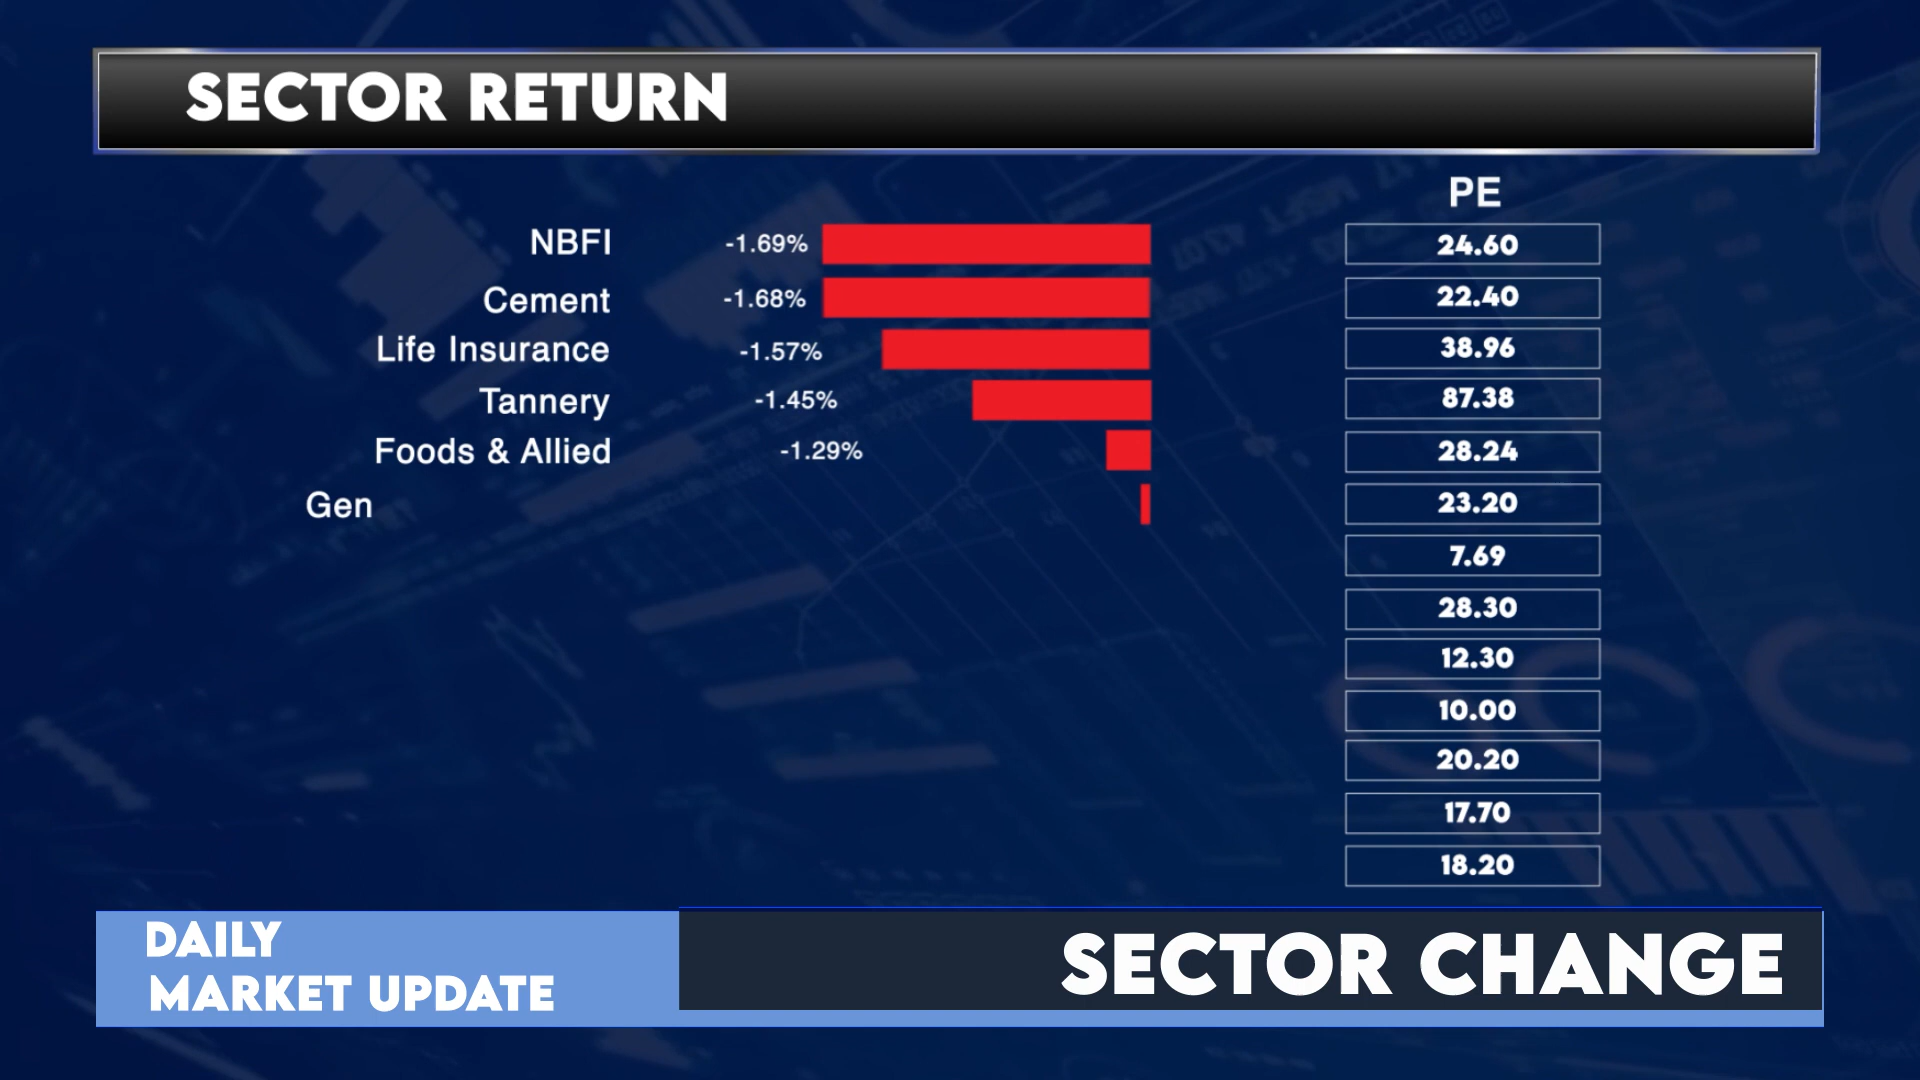 SECTOR RETURN
PE
NBFI -1.69% 24.60
Cement -1.68% 22.40
Life Insurance -1.57% 38.96
Tannery -1.45% 87.38
Foods & Allied -1.29% 28.24
Gen 23.20
7.69
28.30
12.30
10.00
20.20
17.70
18.20
DAILY
MARKET UPDATE
SECTOR CHANGE